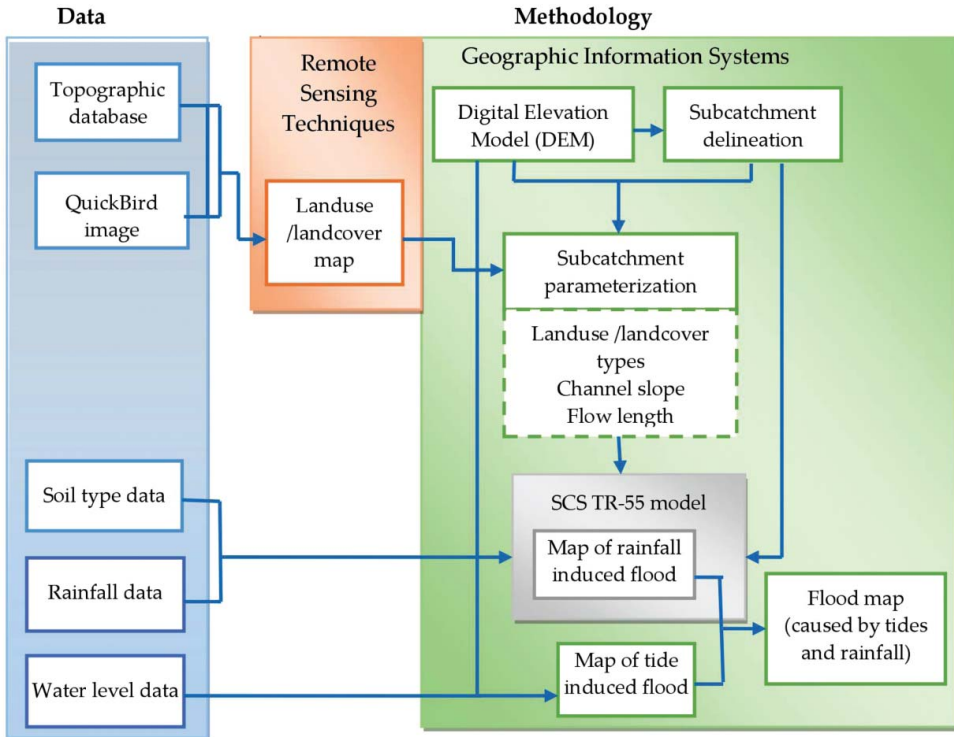 Data
Methodology
Topographic
database
QuickBird
image
Soil type data
Rainfall data
Water level data
Remote
Sensing
Techniques
Landuse
/landcover
map
Geographic Information Systems
Digital Elevation
Model (DEM)
Subcatchment
delineation
Subcatchment
parameterization
Landuse /landcover
types
Channel slope
Flow length
SCS TR-55 model
Map of rainfall
induced flood
Map of tide
induced flood
Flood map
(caused by tides
and rainfall)